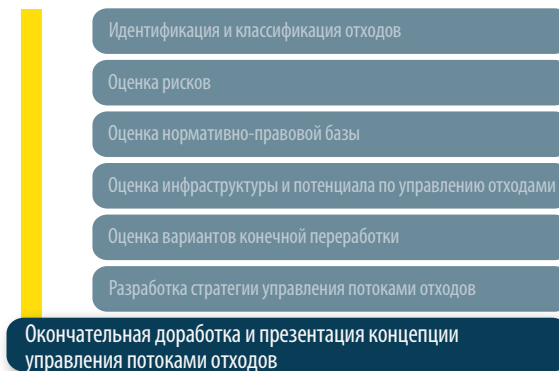 Идентификация и классификация отходов
Оценка рисков
Оценка нормативно-правовой базы
Оценка инфраструктуры и потенциала по управлению отходами
Оценка вариантов конечной переработки
Разработка стратегии управления потоками отходов
Окончательная доработка и презентация концепции
управления потоками отходов